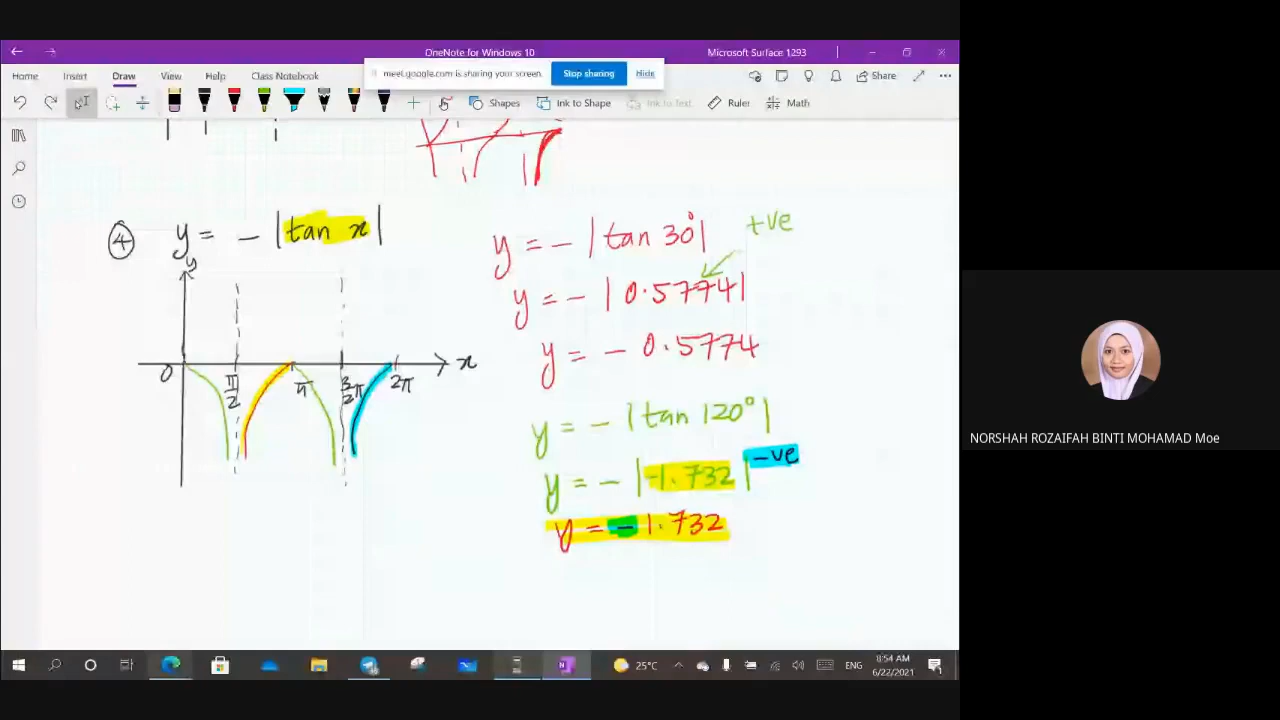 OneNote for Windows 10
Microsoft Surface 1293
meet.google.com is sharing your screen.
Stop sharing
Hide
Home Insert Draw View Help Class Notebook
Share
Shapes
Ink to Shape
Ink to Text
Ruler
Math
④ y = - |tan x|
y = - |tan 30°|
+ve
y = - |0.5774|
y = - 0.5774
y = - |tan 120°|
y = - |-1.732|
-ve
y = -1.732
y
x
0
π/2
π
3/2π
2π
NORSHAH ROZAIFAH BINTI MOHAMAD Moe
25°C
ENG
8:54 AM
6/22/2021